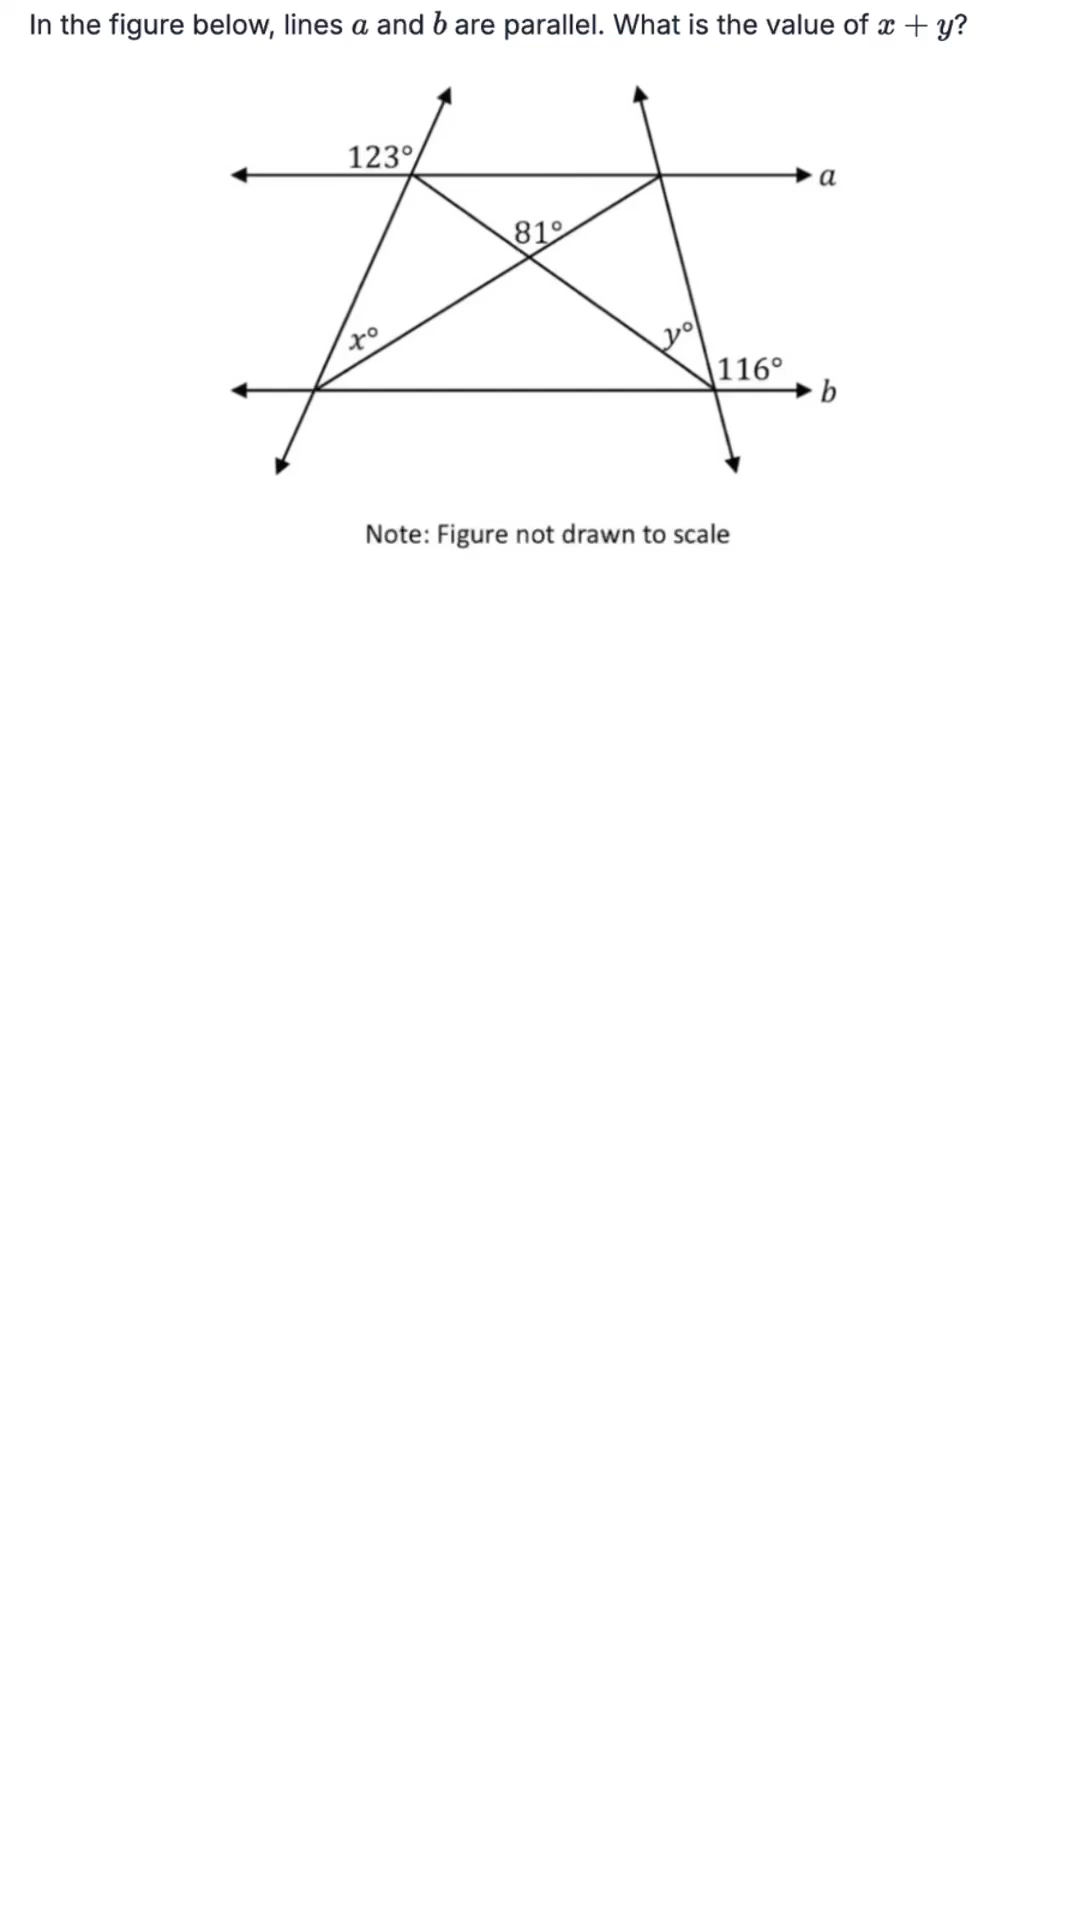 In the figure below, lines a and b are parallel. What is the value of x + y?
123°
a
81°
x°
y°
116°
b
Note: Figure not drawn to scale